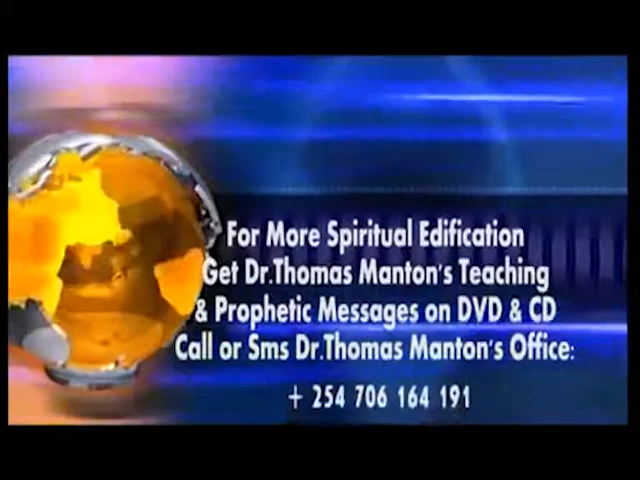 For More Spiritual Edification
Get Dr.Thomas Manton's Teaching
& Prophetic Messages on DVD & CD
Call or Sms Dr.Thomas Manton's Office:
+ 254 706 164 191